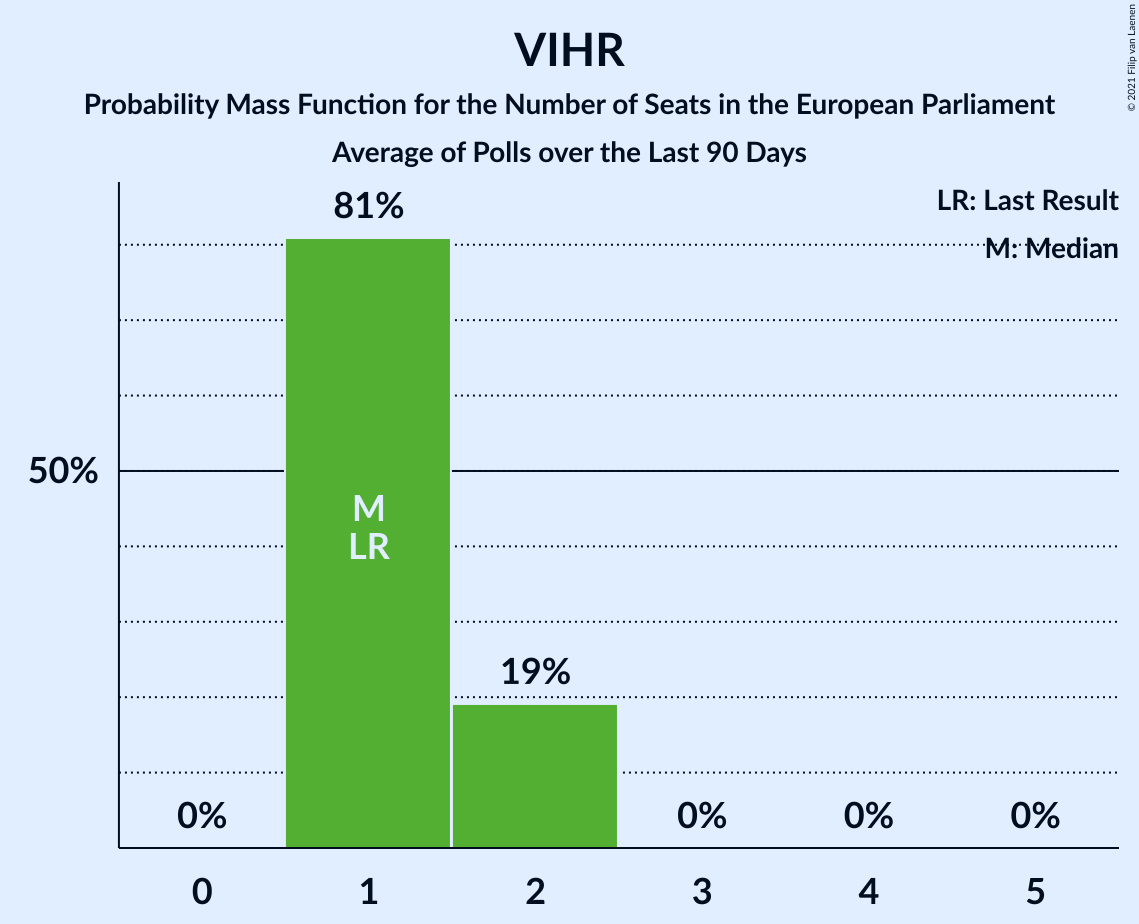 VIHR
Probability Mass Function for the Number of Seats in the European Parliament
Average of Polls over the Last 90 Days
© 2021 Filip van Laenen
LR: Last Result
M: Median
81%
50%
M
LR
19%
0%
0%
0%
0%
0
1
2
3
4
5